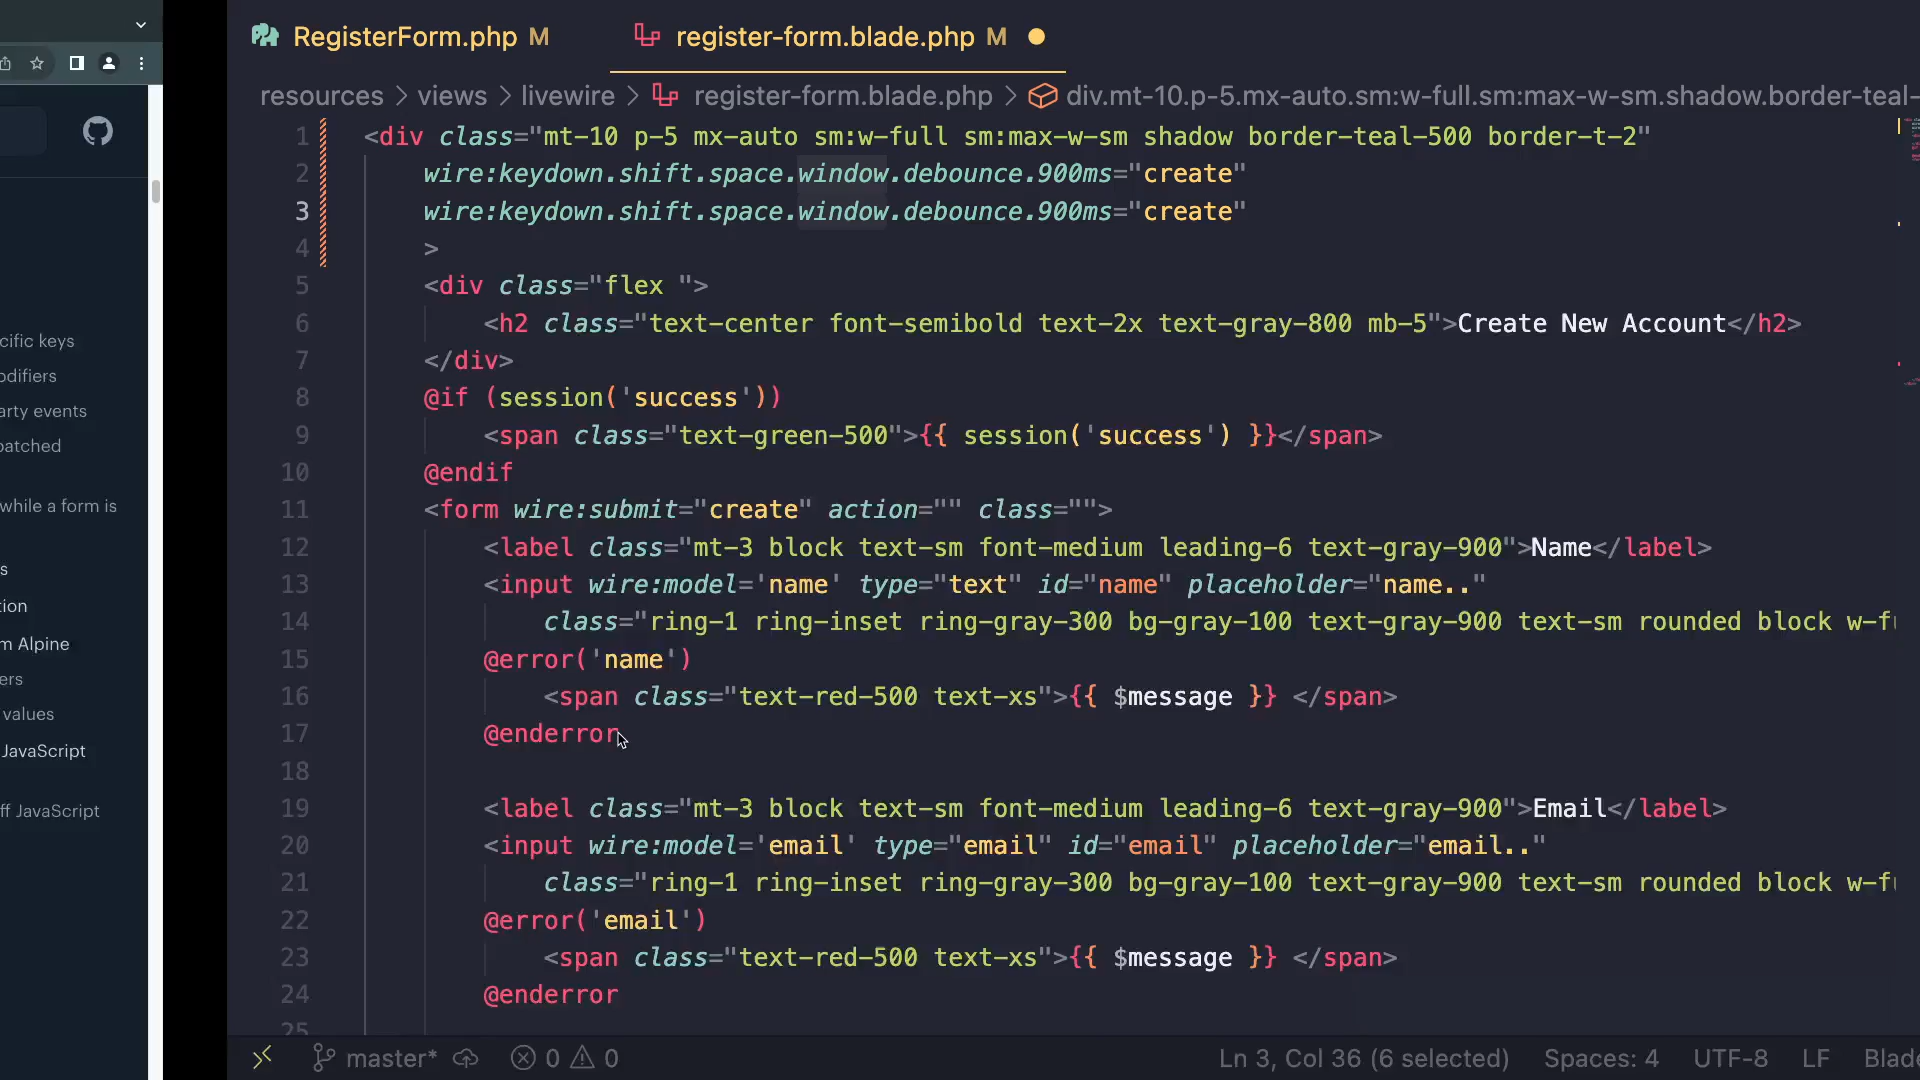 RegisterForm.php M
register-form.blade.php M
resources > views > livewire > register-form.blade.php > div.mt-10.p-5.mx-auto.sm:w-full.sm:max-w-sm.shadow.border-teal-
cific keys
odifiers
arty events
patched
while a form is
s
tion
m Alpine
ers
values
JavaScript
ff JavaScript
1 <div class="mt-10 p-5 mx-auto sm:w-full sm:max-w-sm shadow border-teal-500 border-t-2"
2 wire:keydown.shift.space.window.debounce.900ms="create"
3 wire:keydown.shift.space.window.debounce.900ms="create"
4 >
5 <div class="flex ">
6 <h2 class="text-center font-semibold text-2x text-gray-800 mb-5">Create New Account</h2>
7 </div>
8 @if (session('success'))
9 <span class="text-green-500">{{ session('success') }}</span>
10 @endif
11 <form wire:submit="create" action="" class="">
12 <label class="mt-3 block text-sm font-medium leading-6 text-gray-900">Name</label>
13 <input wire:model='name' type="text" id="name" placeholder="name.."
14 class="ring-1 ring-inset ring-gray-300 bg-gray-100 text-gray-900 text-sm rounded block w-fu
15 @error('name')
16 <span class="text-red-500 text-xs">{{ $message }} </span>
17 @enderror
18
19 <label class="mt-3 block text-sm font-medium leading-6 text-gray-900">Email</label>
20 <input wire:model='email' type="email" id="email" placeholder="email.."
21 class="ring-1 ring-inset ring-gray-300 bg-gray-100 text-gray-900 text-sm rounded block w-fu
22 @error('email')
23 <span class="text-red-500 text-xs">{{ $message }} </span>
24 @enderror
25
master* 0 0 Ln 3, Col 36 (6 selected) Spaces: 4 UTF-8 LF Blade